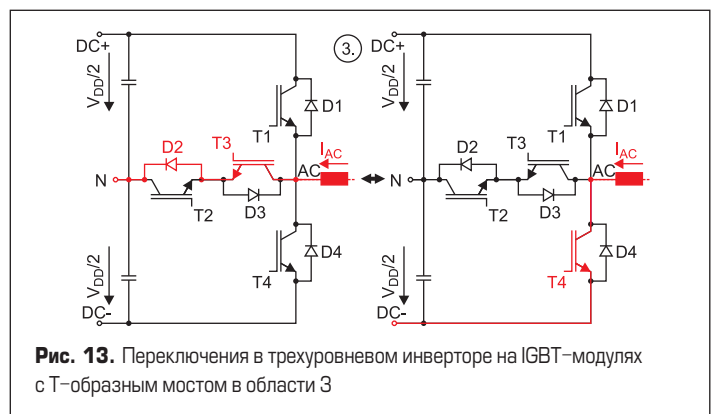 DC+ 3. DC+
V_DD/2 D1 V_DD/2 D1
T1 T1
D2 T3 I_AC D2 T3 I_AC
N AC N AC
T2 D3 T2 D3
V_DD/2 T4 D4 V_DD/2 T4 D4
DC- DC-
Рис. 13. Переключения в трехуровневом инверторе на IGBT-модулях
с Т-образным мостом в области 3